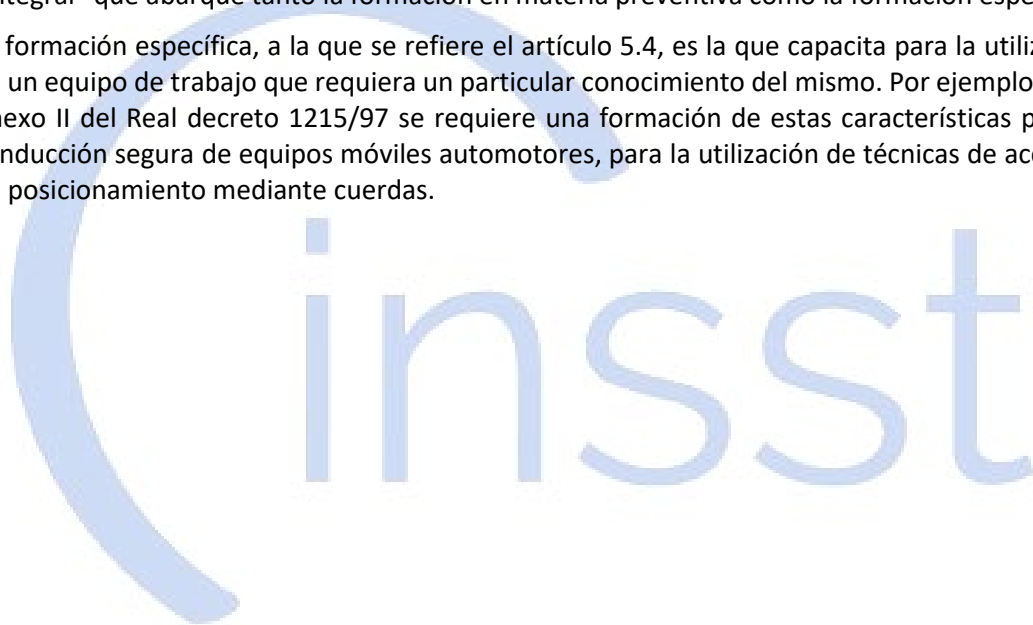 ntegral" que abarque tanto la formación en materia preventiva como la formación espe
formación específica, a la que se refiere el artículo 5.4, es la que capacita para la utiliz
un equipo de trabajo que requiera un particular conocimiento del mismo. Por ejemplo
nexo II del Real decreto 1215/97 se requiere una formación de estas características p
nducción segura de equipos móviles automotores, para la utilización de técnicas de acc
posicionamiento mediante cuerdas.
insst